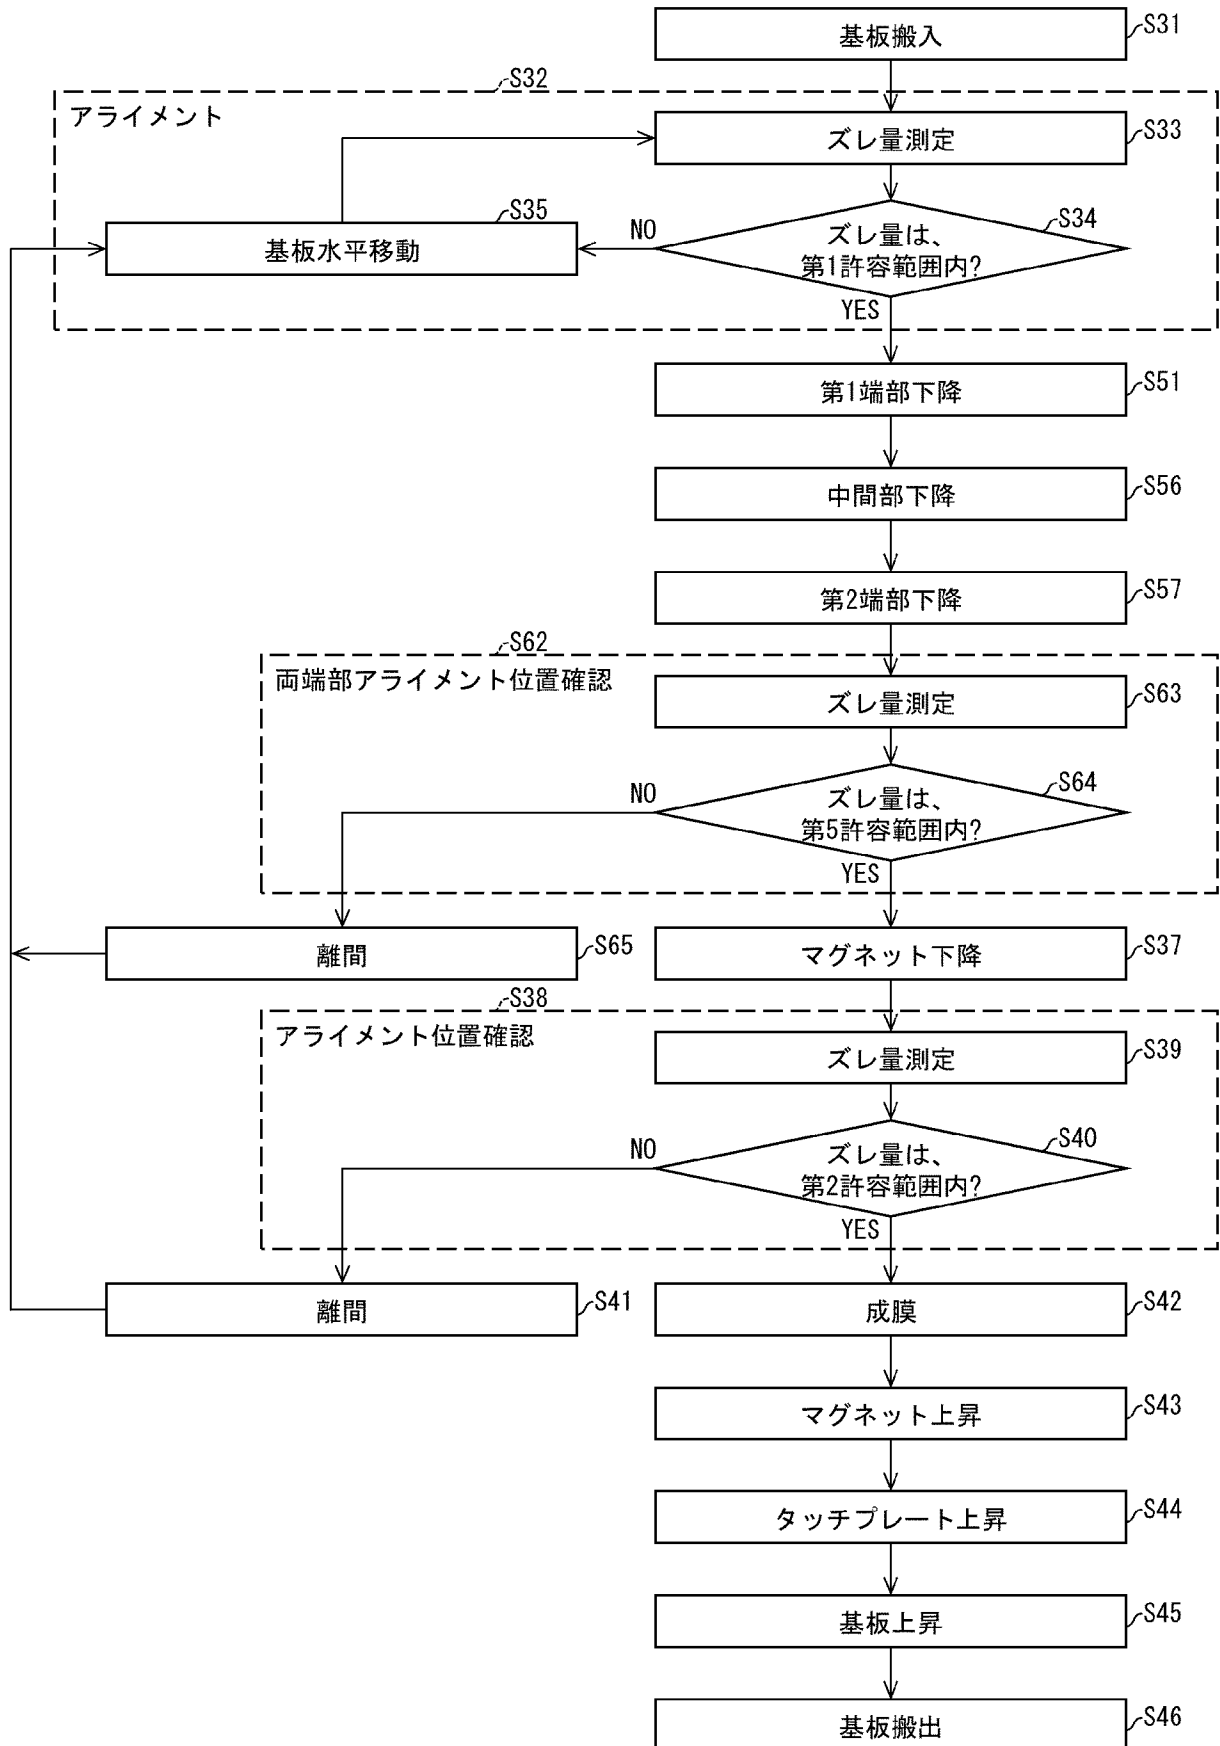 基板搬入
S31
S32
アライメント
ズレ量測定
S33
S35
基板水平移動
NO
ズレ量は、
第1許容範囲内?
S34
YES
第1端部下降
S51
中間部下降
S56
第2端部下降
S57
S62
両端部アライメント位置確認
ズレ量測定
S63
NO
ズレ量は、
第5許容範囲内?
S64
YES
離間
S65
マグネット下降
S37
S38
アライメント位置確認
ズレ量測定
S39
NO
ズレ量は、
第2許容範囲内?
S40
YES
離間
S41
成膜
S42
マグネット上昇
S43
タッチプレート上昇
S44
基板上昇
S45
基板搬出
S46